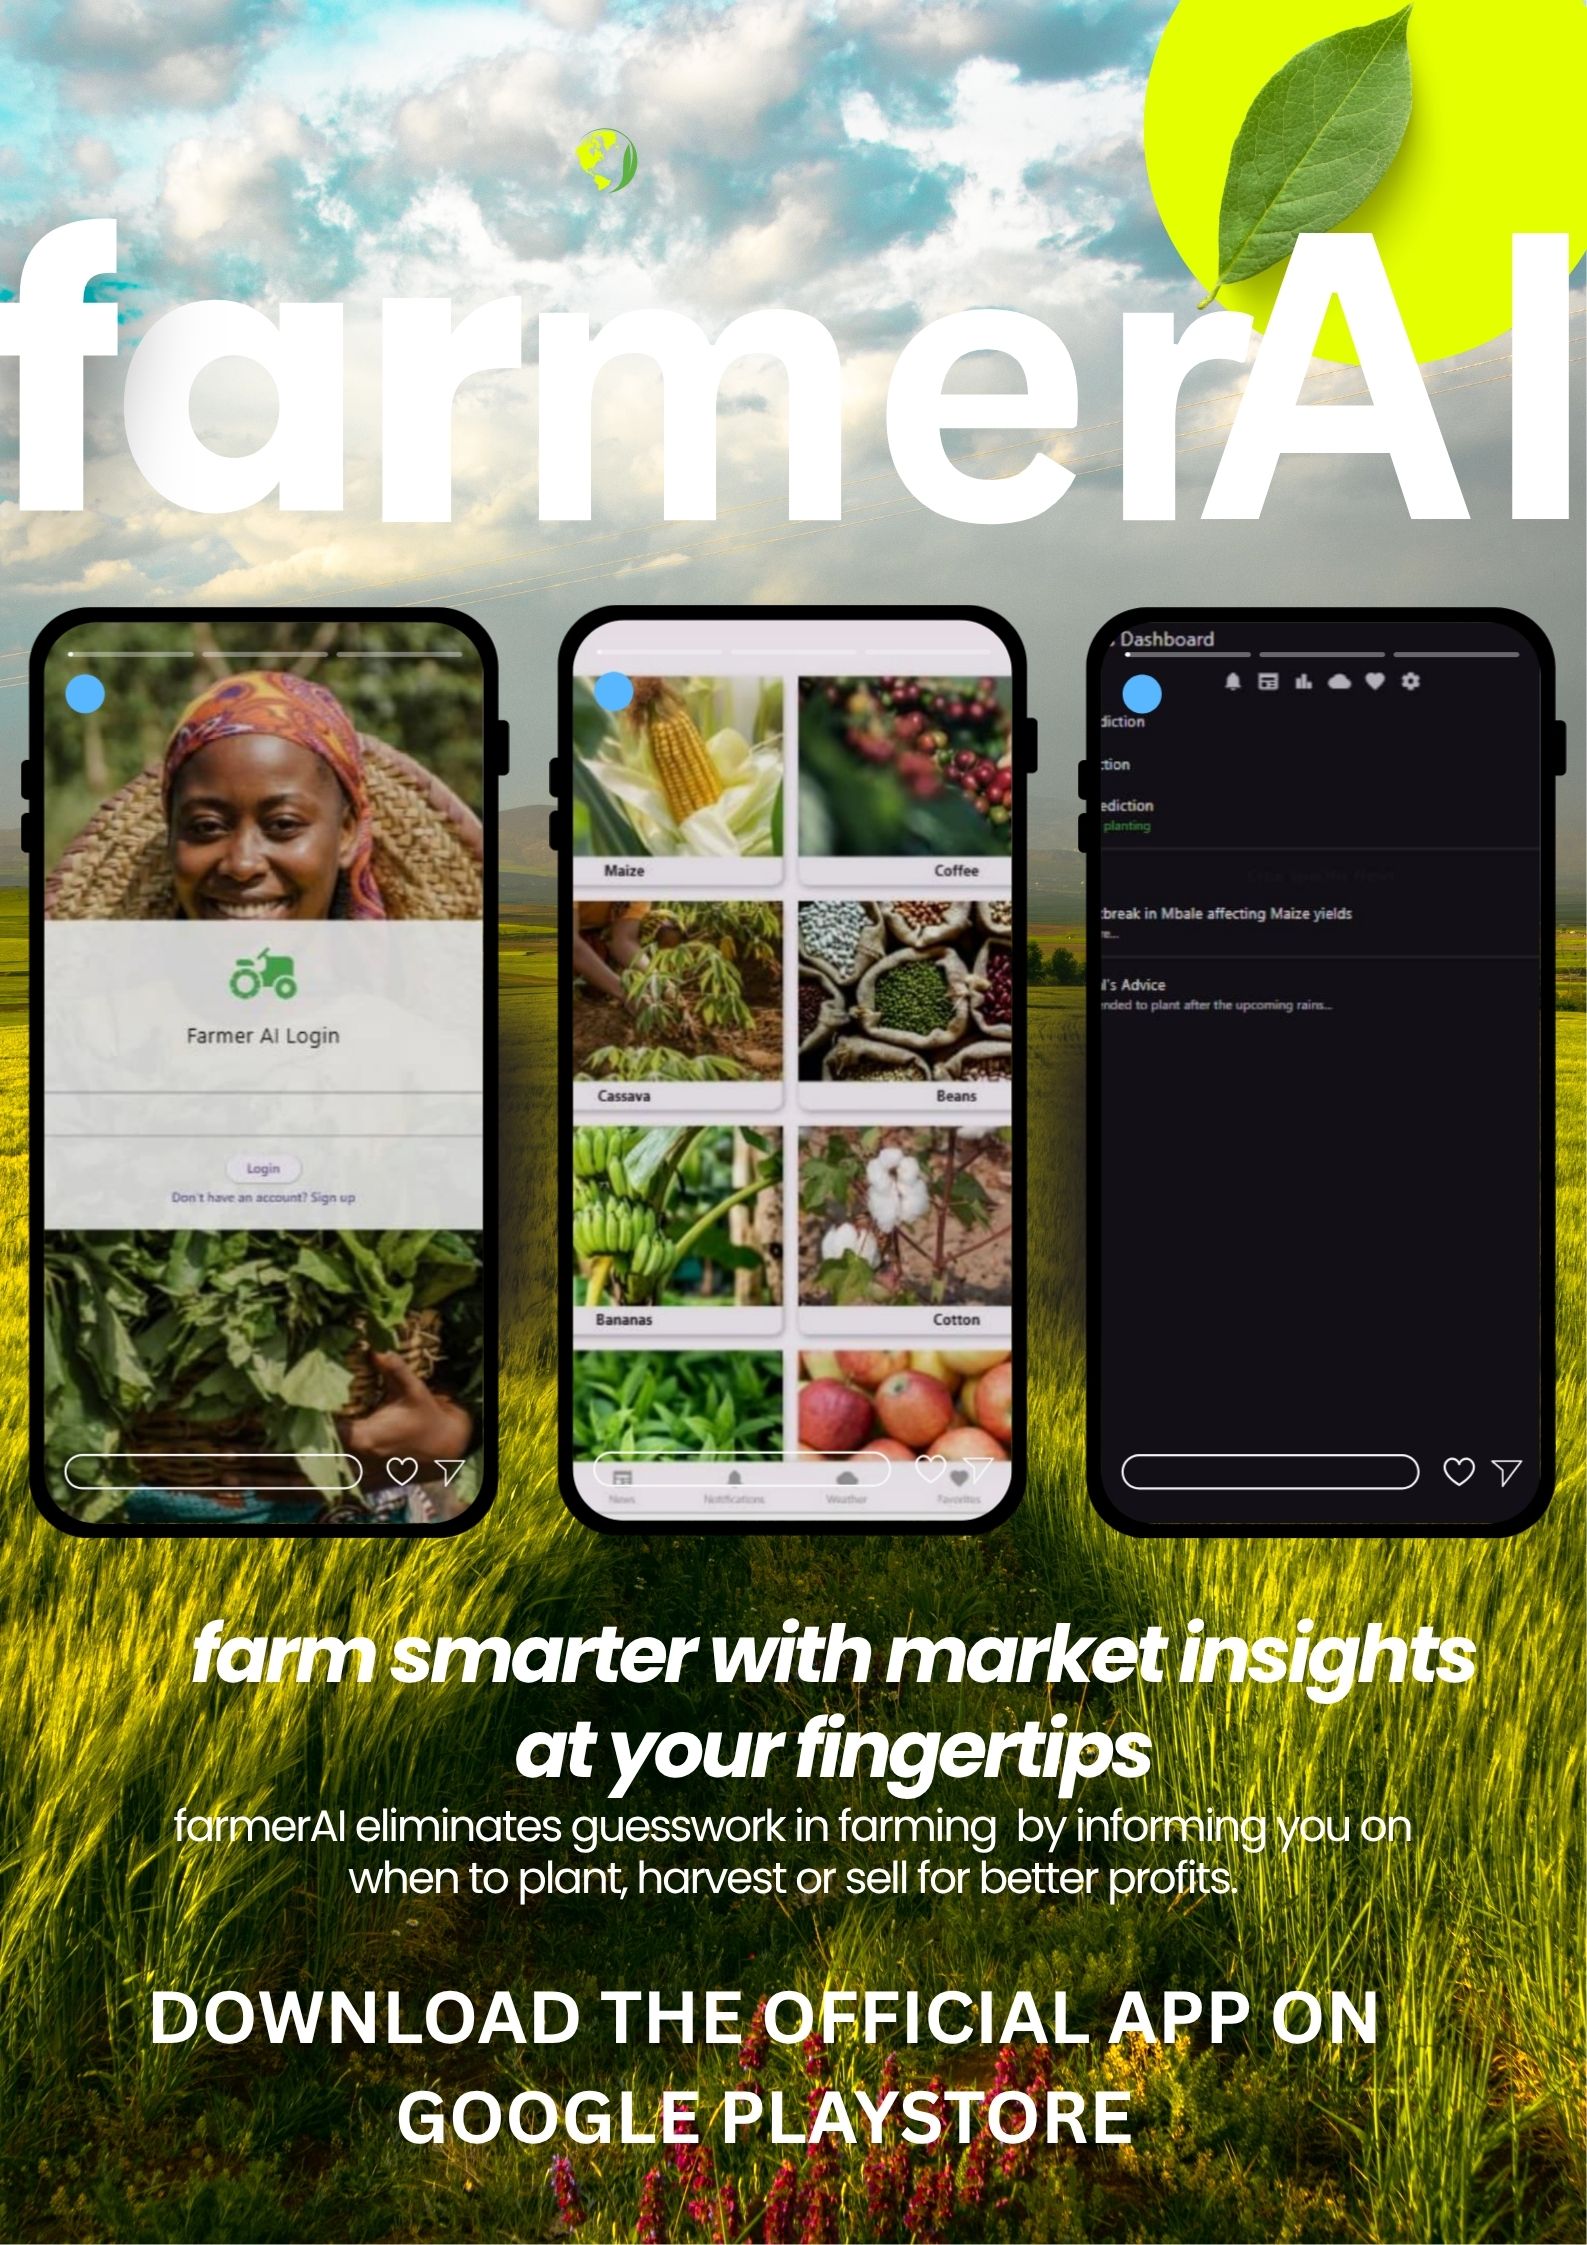 farmerAI
Farmer AI Login
Login
Don't have an account? Sign up
Maize
Coffee
Cassava
Beans
Bananas
Cotton
News
Notifications
Weather
Favorites
Dashboard
diction
ction
ediction
planting
break in Mbale affecting Maize yields
re...
l's Advice
nded to plant after the upcoming rains...
farm smarter with market insights
at your fingertips
farmerAI eliminates guesswork in farming by informing you on
when to plant, harvest or sell for better profits.
DOWNLOAD THE OFFICIAL APP ON
GOOGLE PLAYSTORE